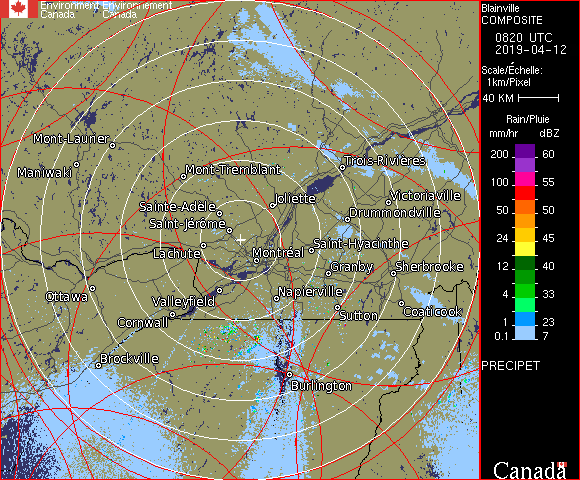 Environment Environnement
Canada Canada
Mont-Laurier
Maniwaki
Mont-Tremblant
Trois-Rivières
Joliette
Victoriaville
Sainte-Adèle
Drummondville
Saint-Jérôme
Lachute
Montréal
Saint-Hyacinthe
Granby
Sherbrooke
Ottawa
Valleyfield
Napierville
Cornwall
Sutton
Coaticook
Brockville
Burlington
Blainville
COMPOSITE
0820 UTC
2019-04-12
Scale/Échelle:
1km/Pixel
40 KM
Rain/Pluie
mm/hr dBZ
200 60
100 55
50 50
24 45
12 40
4 33
1 23
0.1 7
PRECIPET
Canada